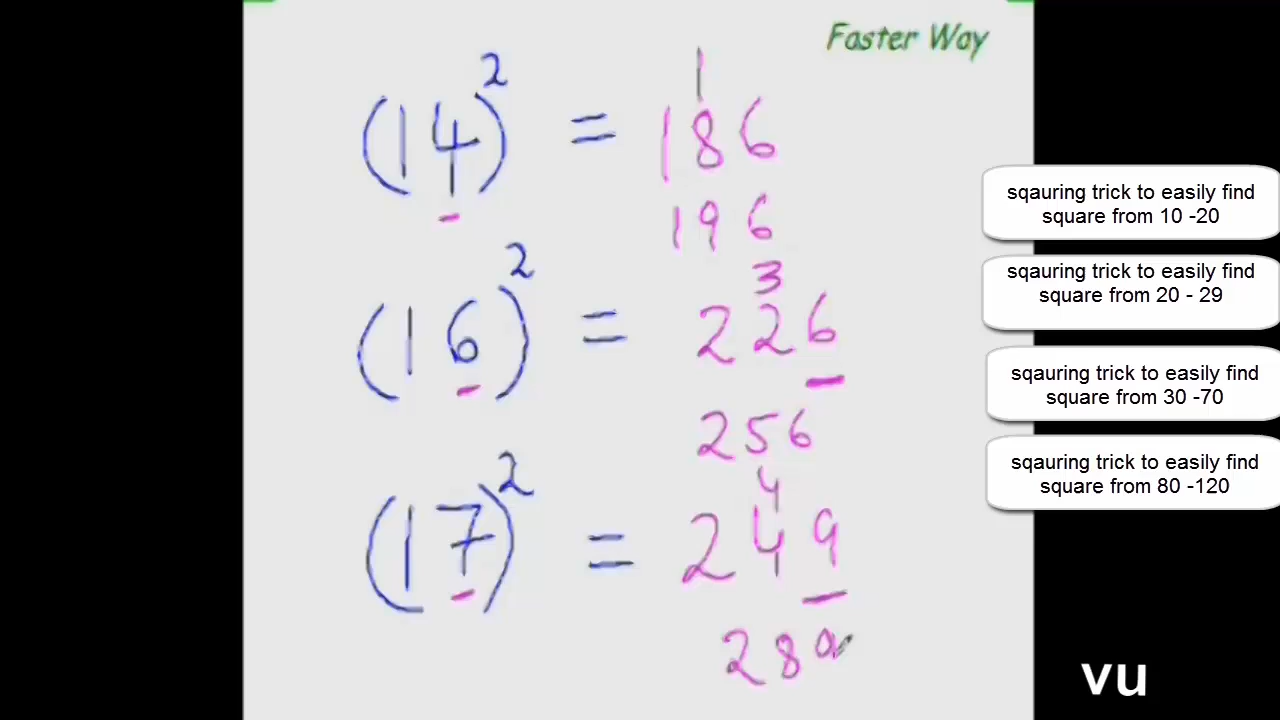 Faster Way
1
(14)² = 186
196
3
(16)² = 226
256
4
(17)² = 249
289
sqauring trick to easily find
square from 10 -20
sqauring trick to easily find
square from 20 - 29
sqauring trick to easily find
square from 30 -70
sqauring trick to easily find
square from 80 -120
vu